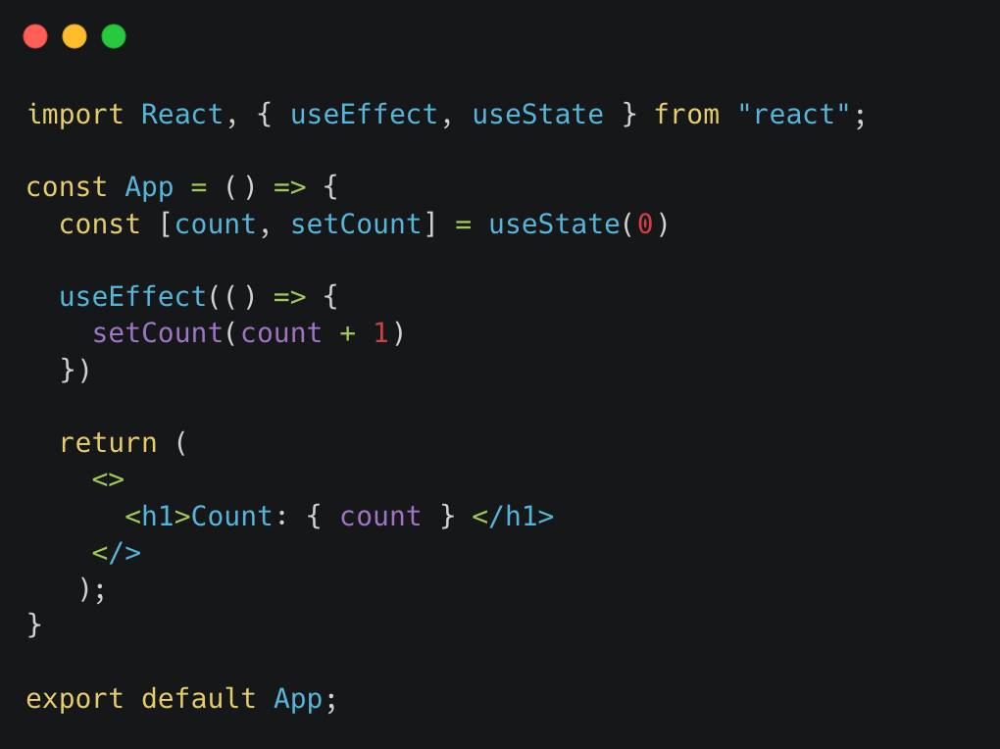 import React, { useEffect, useState } from "react";

const App = () => {
  const [count, setCount] = useState(0)

  useEffect(() => {
    setCount(count + 1)
  })

  return (
    <>
      <h1>Count: { count } </h1>
    </>
   );
}

export default App;